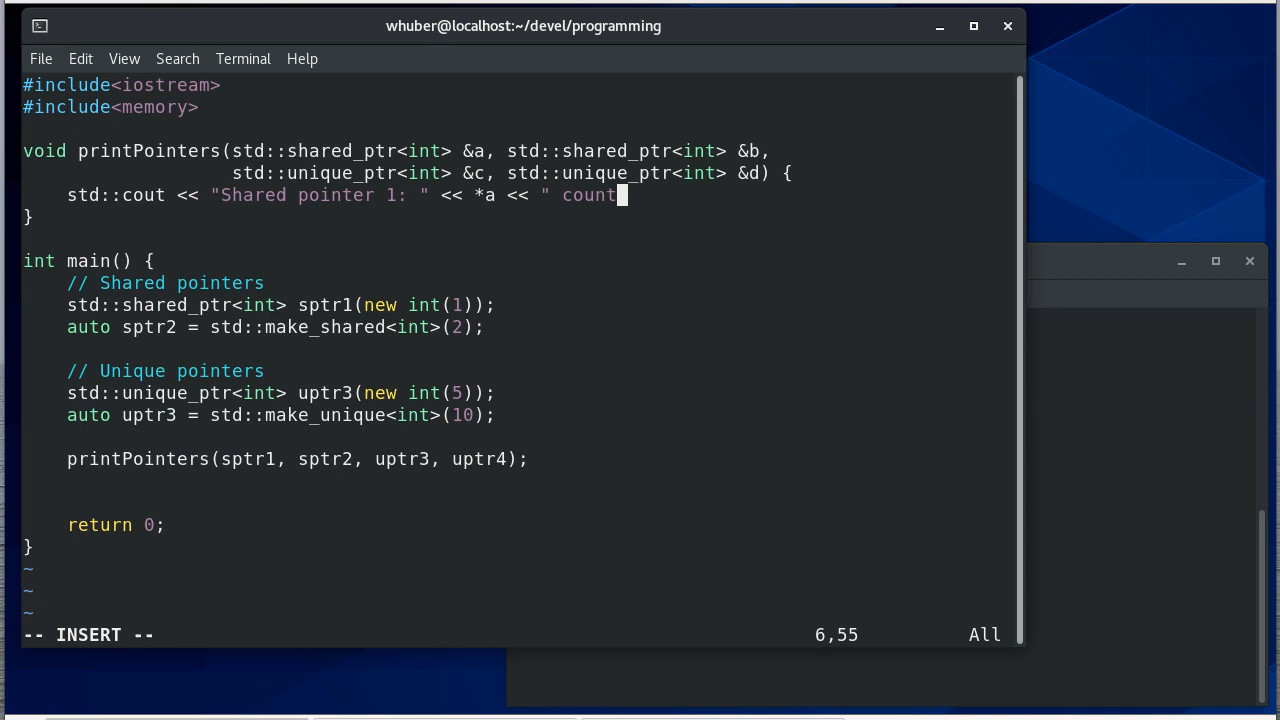 whuber@localhost:~/devel/programming
File Edit View Search Terminal Help
#include<iostream>
#include<memory>
void printPointers(std::shared_ptr<int> &a, std::shared_ptr<int> &b,
                   std::unique_ptr<int> &c, std::unique_ptr<int> &d) {
    std::cout << "Shared pointer 1: " << *a << " count
}
int main() {
    // Shared pointers
    std::shared_ptr<int> sptr1(new int(1));
    auto sptr2 = std::make_shared<int>(2);
    // Unique pointers
    std::unique_ptr<int> uptr3(new int(5));
    auto uptr3 = std::make_unique<int>(10);
    printPointers(sptr1, sptr2, uptr3, uptr4);
    return 0;
}
~
~
~
-- INSERT -- 6,55 All